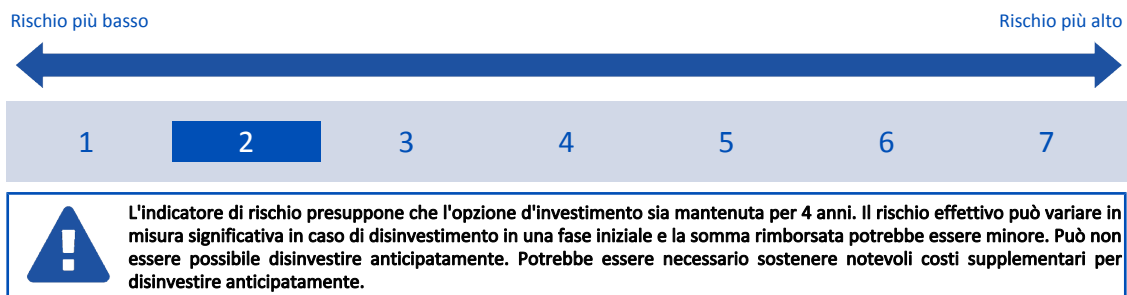 Rischio più basso Rischio più alto
1 2 3 4 5 6 7
L'indicatore di rischio presuppone che l'opzione d'investimento sia mantenuta per 4 anni. Il rischio effettivo può variare in
misura significativa in caso di disinvestimento in una fase iniziale e la somma rimborsata potrebbe essere minore. Può non
essere possibile disinvestire anticipatamente. Potrebbe essere necessario sostenere notevoli costi supplementari per
disinvestire anticipatamente.